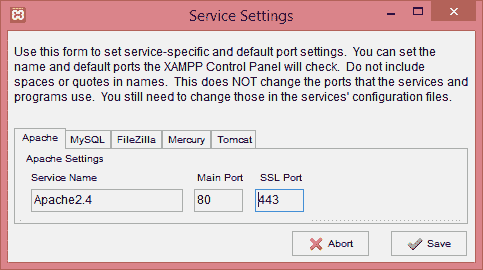 Service Settings
Use this form to set service-specific and default port settings. You can set the
name and default ports the XAMPP Control Panel will check. Do not include
spaces or quotes in names. This does NOT change the ports that the services and
programs use. You still need to change those in the services' configuration files.
Apache MySQL FileZilla Mercury Tomcat
Apache Settings
Service Name Main Port SSL Port
Apache2.4 80 443
Abort Save